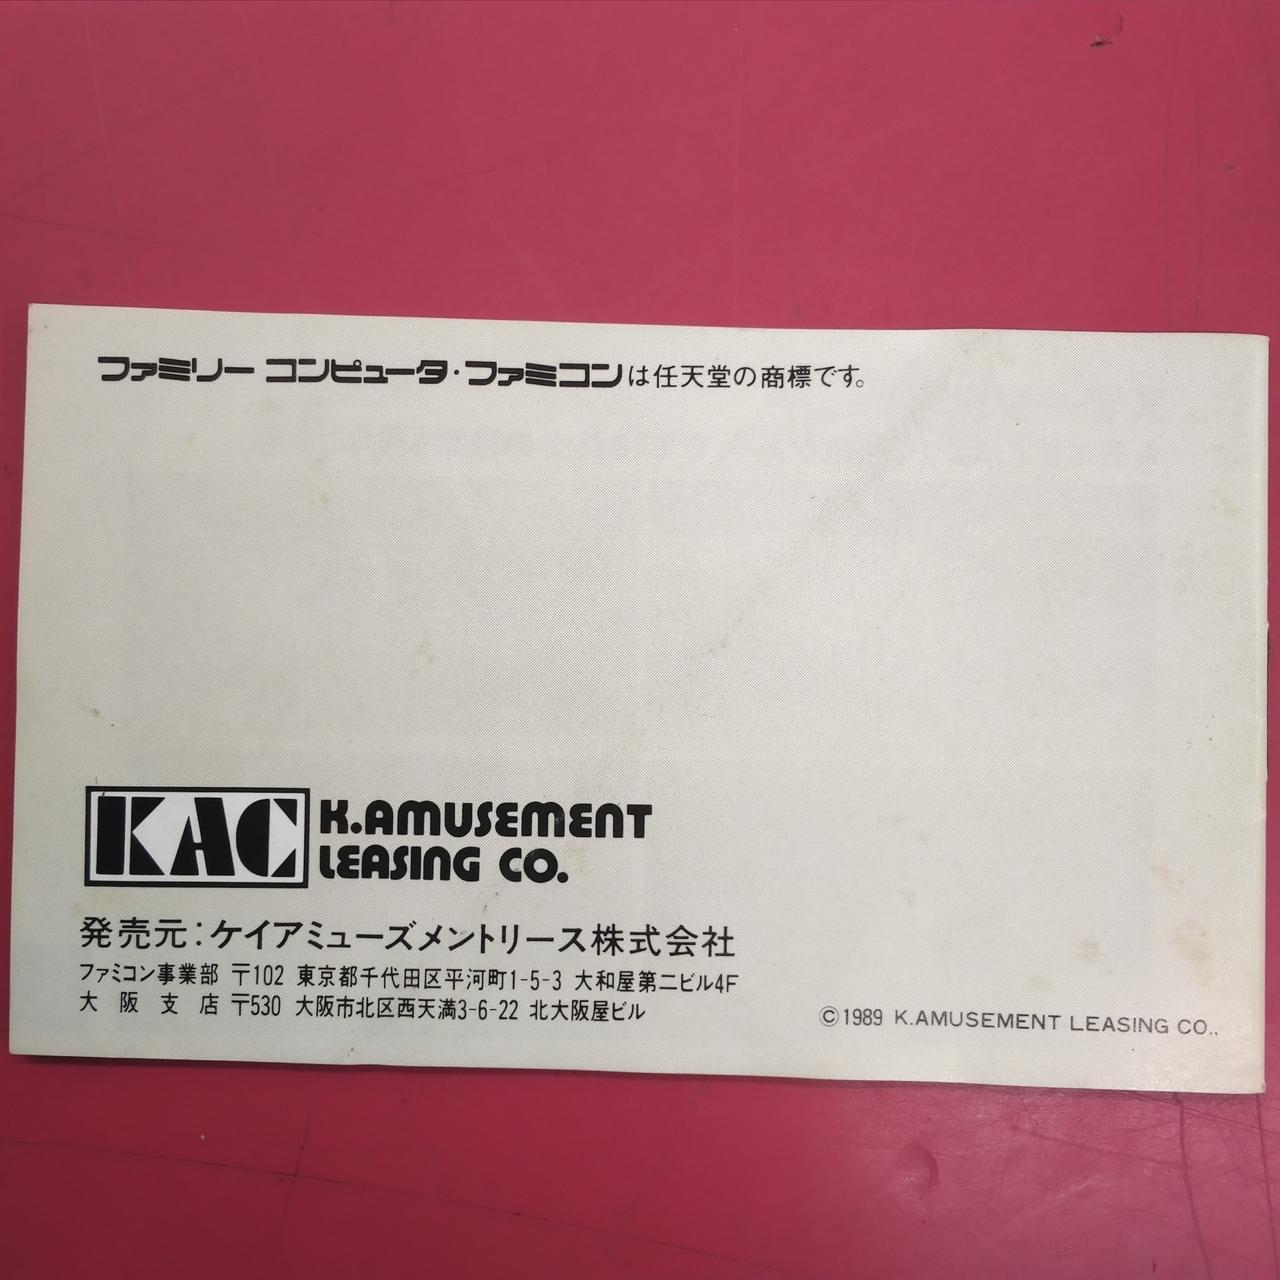 ファミリー コンピュータ・ファミコンは任天堂の商標です。
KAC
K.AMUSEMENT
LEASING CO.
発売元:ケイアミューズメントリース株式会社
ファミコン事業部 〒102 東京都千代田区平河町1-5-3 大和屋第二ビル4F
大阪支店 〒530 大阪市北区西天満3-6-22 北大阪屋ビル
©1989 K.AMUSEMENT LEASING CO..